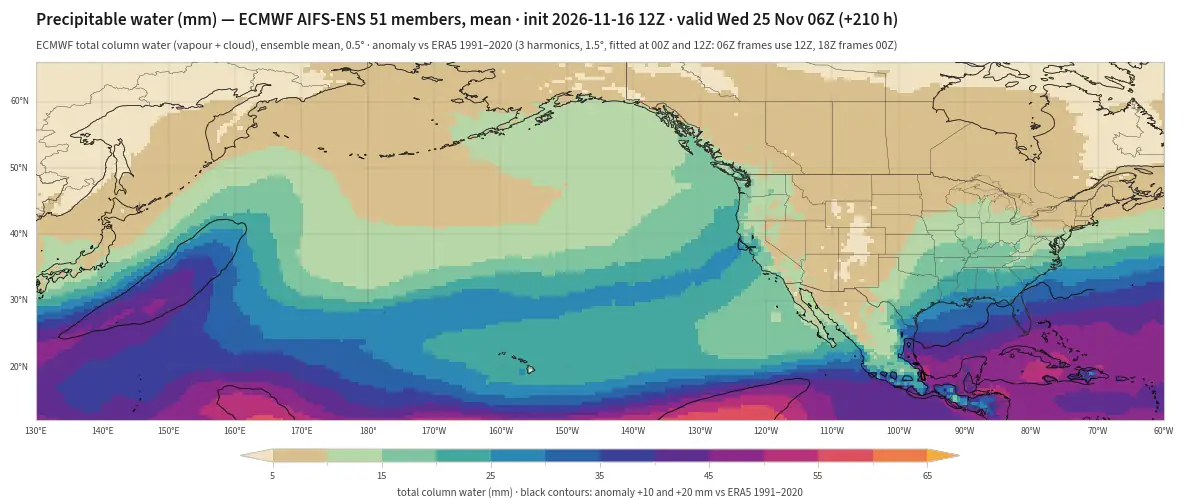 Precipitable water (mm) — ECMWF AIFS-ENS 51 members, mean · init 2026-11-16 12Z · valid Wed 25 Nov 06Z (+210 h)
ECMWF total column water (vapour + cloud), ensemble mean, 0.5° · anomaly vs ERA5 1991–2020 (3 harmonics, 1.5°, fitted at 00Z and 12Z: 06Z frames use 12Z, 18Z frames 00Z)
60°N
50°N
40°N
30°N
20°N
130°E 140°E 150°E 160°E 170°E 180° 170°W 160°W 150°W 140°W 130°W 120°W 110°W 100°W 90°W 80°W 70°W 60°W
5 15 25 35 45 55 65
total column water (mm) · black contours: anomaly +10 and +20 mm vs ERA5 1991–2020